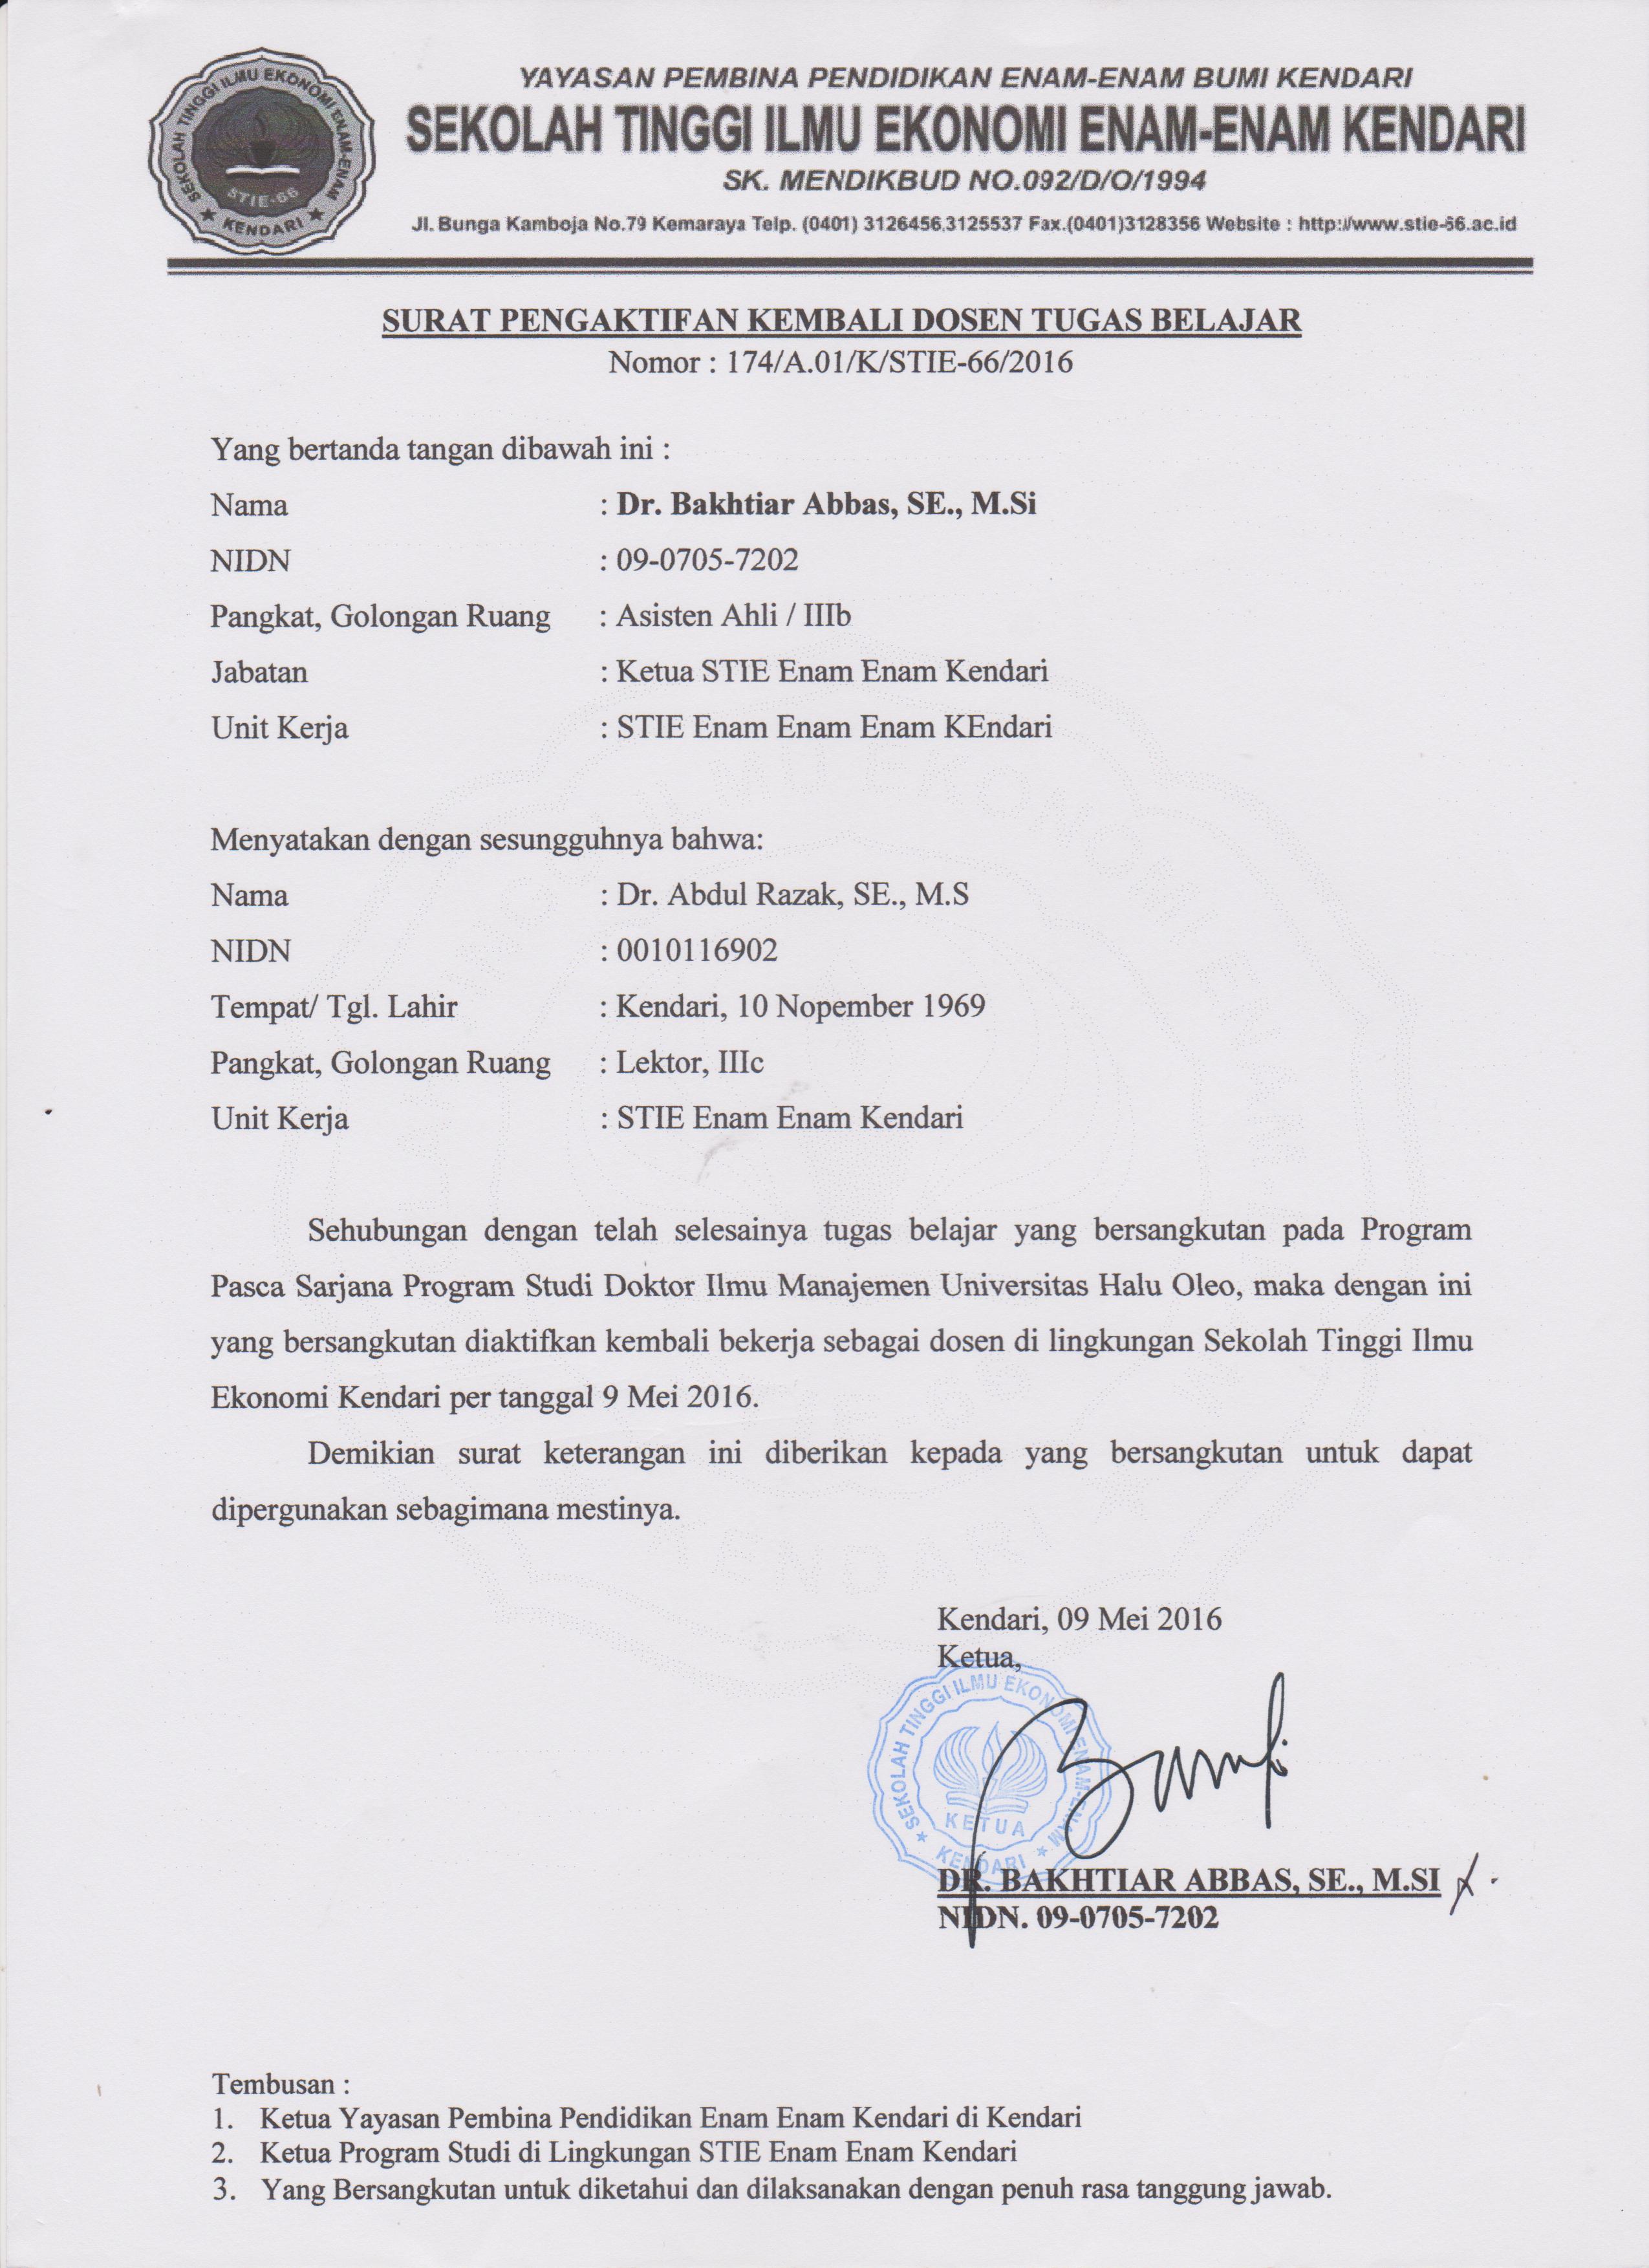 SEKOLAH TINGGI ILMU EKONOMI ENAM-ENAM
STIE-66
★ KENDARI ★
YAYASAN PEMBINA PENDIDIKAN ENAM-ENAM BUMI KENDARI
SEKOLAH TINGGI ILMU EKONOMI ENAM-ENAM KENDARI
SK. MENDIKBUD NO.092/D/O/1994
Jl. Bunga Kamboja No.79 Kemaraya Telp. (0401) 3126456,3125537 Fax.(0401)3128356 Website : http://www.stie-66.ac.id
SURAT PENGAKTIFAN KEMBALI DOSEN TUGAS BELAJAR
Nomor : 174/A.01/K/STIE-66/2016
Yang bertanda tangan dibawah ini :
Nama : Dr. Bakhtiar Abbas, SE., M.Si
NIDN : 09-0705-7202
Pangkat, Golongan Ruang : Asisten Ahli / IIIb
Jabatan : Ketua STIE Enam Enam Kendari
Unit Kerja : STIE Enam Enam Enam KEndari
Menyatakan dengan sesungguhnya bahwa:
Nama : Dr. Abdul Razak, SE., M.S
NIDN : 0010116902
Tempat/ Tgl. Lahir : Kendari, 10 Nopember 1969
Pangkat, Golongan Ruang : Lektor, IIIc
Unit Kerja : STIE Enam Enam Kendari
Sehubungan dengan telah selesainya tugas belajar yang bersangkutan pada Program
Pasca Sarjana Program Studi Doktor Ilmu Manajemen Universitas Halu Oleo, maka dengan ini
yang bersangkutan diaktifkan kembali bekerja sebagai dosen di lingkungan Sekolah Tinggi Ilmu
Ekonomi Kendari per tanggal 9 Mei 2016.
Demikian surat keterangan ini diberikan kepada yang bersangkutan untuk dapat
dipergunakan sebagimana mestinya.
Kendari, 09 Mei 2016
Ketua,
SEKOLAH TINGGI ILMU EKONOMI ENAM-ENAM
KETUA
★ KENDARI ★
DR. BAKHTIAR ABBAS, SE., M.SI
NIDN. 09-0705-7202
Tembusan :
1. Ketua Yayasan Pembina Pendidikan Enam Enam Kendari di Kendari
2. Ketua Program Studi di Lingkungan STIE Enam Enam Kendari
3. Yang Bersangkutan untuk diketahui dan dilaksanakan dengan penuh rasa tanggung jawab.